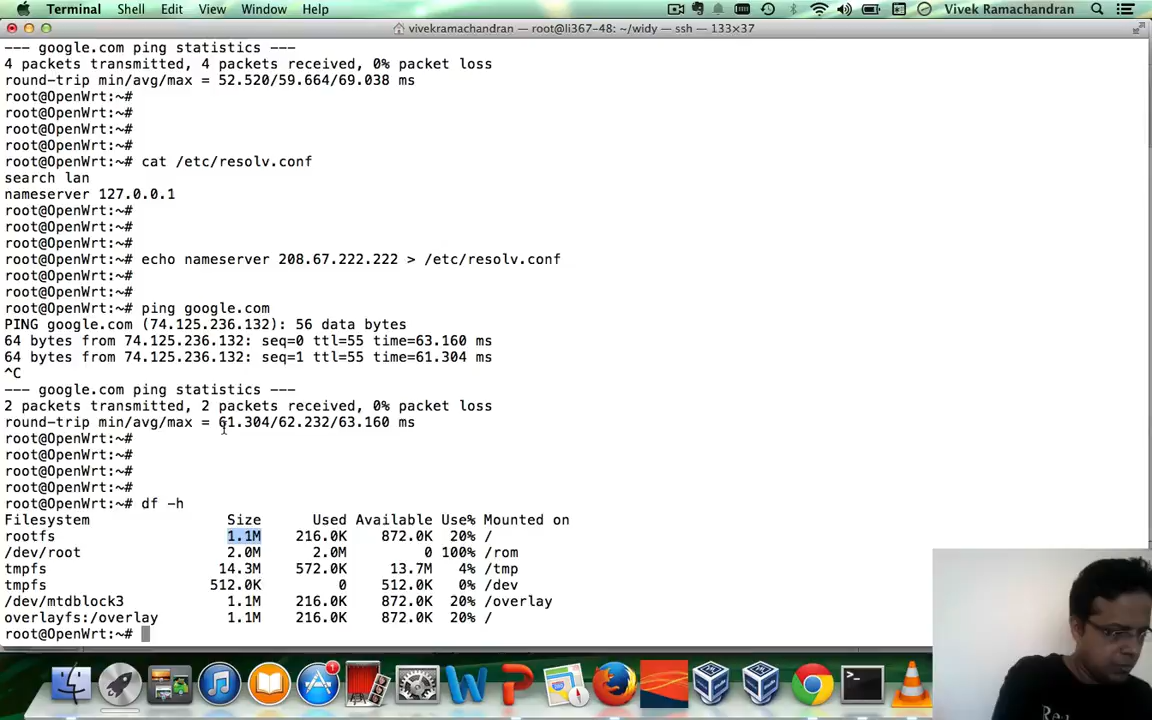 Terminal Shell Edit View Window Help Vivek Ramachandran
vivekramachandran — root@li367-48: ~/widy — ssh — 133×37
--- google.com ping statistics ---
4 packets transmitted, 4 packets received, 0% packet loss
round-trip min/avg/max = 52.520/59.664/69.038 ms
root@OpenWrt:~#
root@OpenWrt:~#
root@OpenWrt:~#
root@OpenWrt:~#
root@OpenWrt:~# cat /etc/resolv.conf
search lan
nameserver 127.0.0.1
root@OpenWrt:~#
root@OpenWrt:~#
root@OpenWrt:~#
root@OpenWrt:~# echo nameserver 208.67.222.222 > /etc/resolv.conf
root@OpenWrt:~#
root@OpenWrt:~#
root@OpenWrt:~# ping google.com
PING google.com (74.125.236.132): 56 data bytes
64 bytes from 74.125.236.132: seq=0 ttl=55 time=63.160 ms
64 bytes from 74.125.236.132: seq=1 ttl=55 time=61.304 ms
^C
--- google.com ping statistics ---
2 packets transmitted, 2 packets received, 0% packet loss
round-trip min/avg/max = 61.304/62.232/63.160 ms
root@OpenWrt:~#
root@OpenWrt:~#
root@OpenWrt:~#
root@OpenWrt:~#
root@OpenWrt:~# df -h
Filesystem Size Used Available Use% Mounted on
rootfs 1.1M 216.0K 872.0K 20% /
/dev/root 2.0M 2.0M 0 100% /rom
tmpfs 14.3M 572.0K 13.7M 4% /tmp
tmpfs 512.0K 0 512.0K 0% /dev
/dev/mtdblock3 1.1M 216.0K 872.0K 20% /overlay
overlayfs:/overlay 1.1M 216.0K 872.0K 20% /
root@OpenWrt:~#